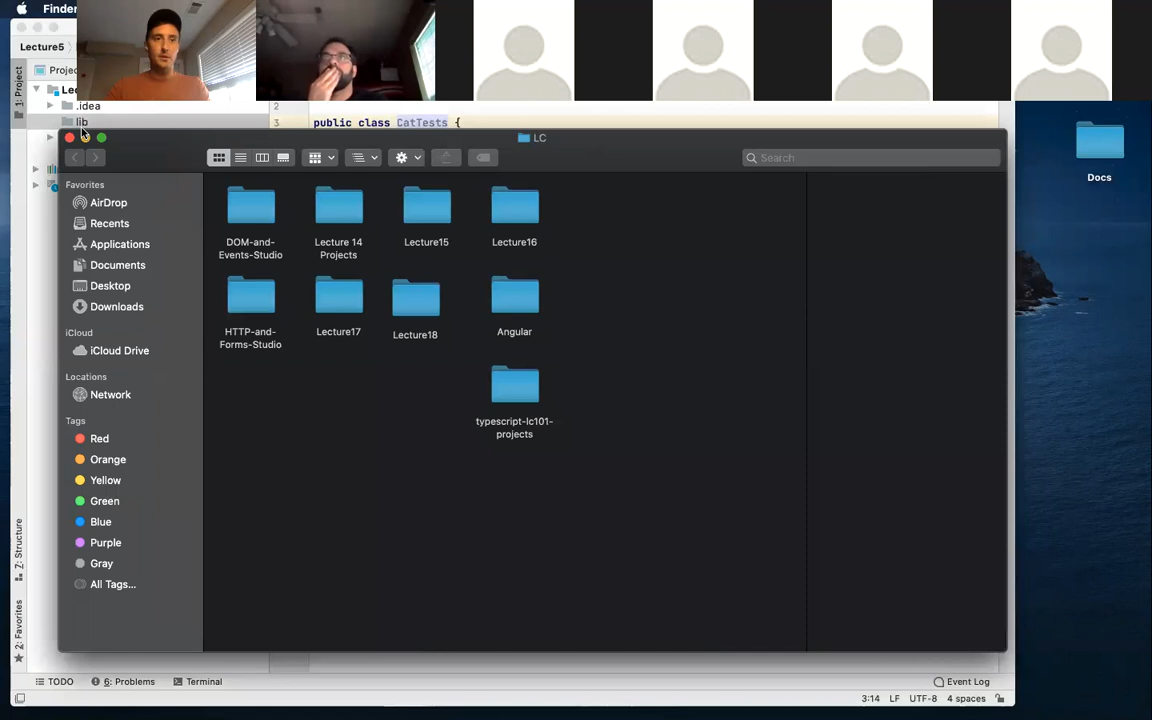 Finder
Lecture5
Project
1: Project
Lec
.idea
lib
2
3 public class CatTests {
LC
Search
Favorites
AirDrop
Recents
Applications
Documents
Desktop
Downloads
iCloud
iCloud Drive
Locations
Network
Tags
Red
Orange
Yellow
Green
Blue
Purple
Gray
All Tags...
DOM-and-
Events-Studio
Lecture 14
Projects
Lecture15
Lecture16
HTTP-and-
Forms-Studio
Lecture17
Lecture18
Angular
typescript-lc101-
projects
Docs
7: Structure
2: Favorites
TODO
6: Problems
Terminal
Event Log
3:14 LF UTF-8 4 spaces